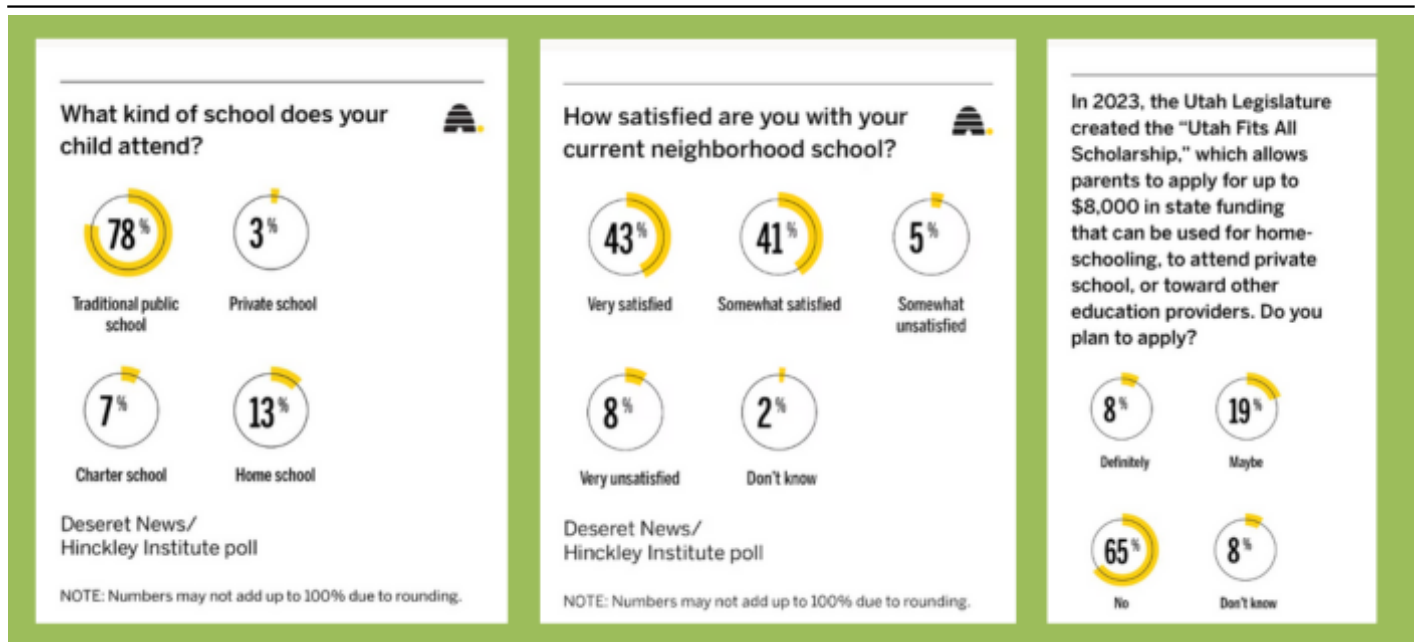 What kind of school does your
child attend?
78%
3%
Traditional public
school
Private school
7%
13%
Charter school
Home school
Deseret News/
Hinckley Institute poll
NOTE: Numbers may not add up to 100% due to rounding.
How satisfied are you with your
current neighborhood school?
43%
41%
5%
Very satisfied
Somewhat satisfied
Somewhat
unsatisfied
8%
2%
Very unsatisfied
Don't know
Deseret News/
Hinckley Institute poll
NOTE: Numbers may not add up to 100% due to rounding.
In 2023, the Utah Legislature
created the “Utah Fits All
Scholarship,” which allows
parents to apply for up to
$8,000 in state funding
that can be used for home-
schooling, to attend private
school, or toward other
education providers. Do you
plan to apply?
8%
19%
Definitely
Maybe
65%
8%
No
Don't know